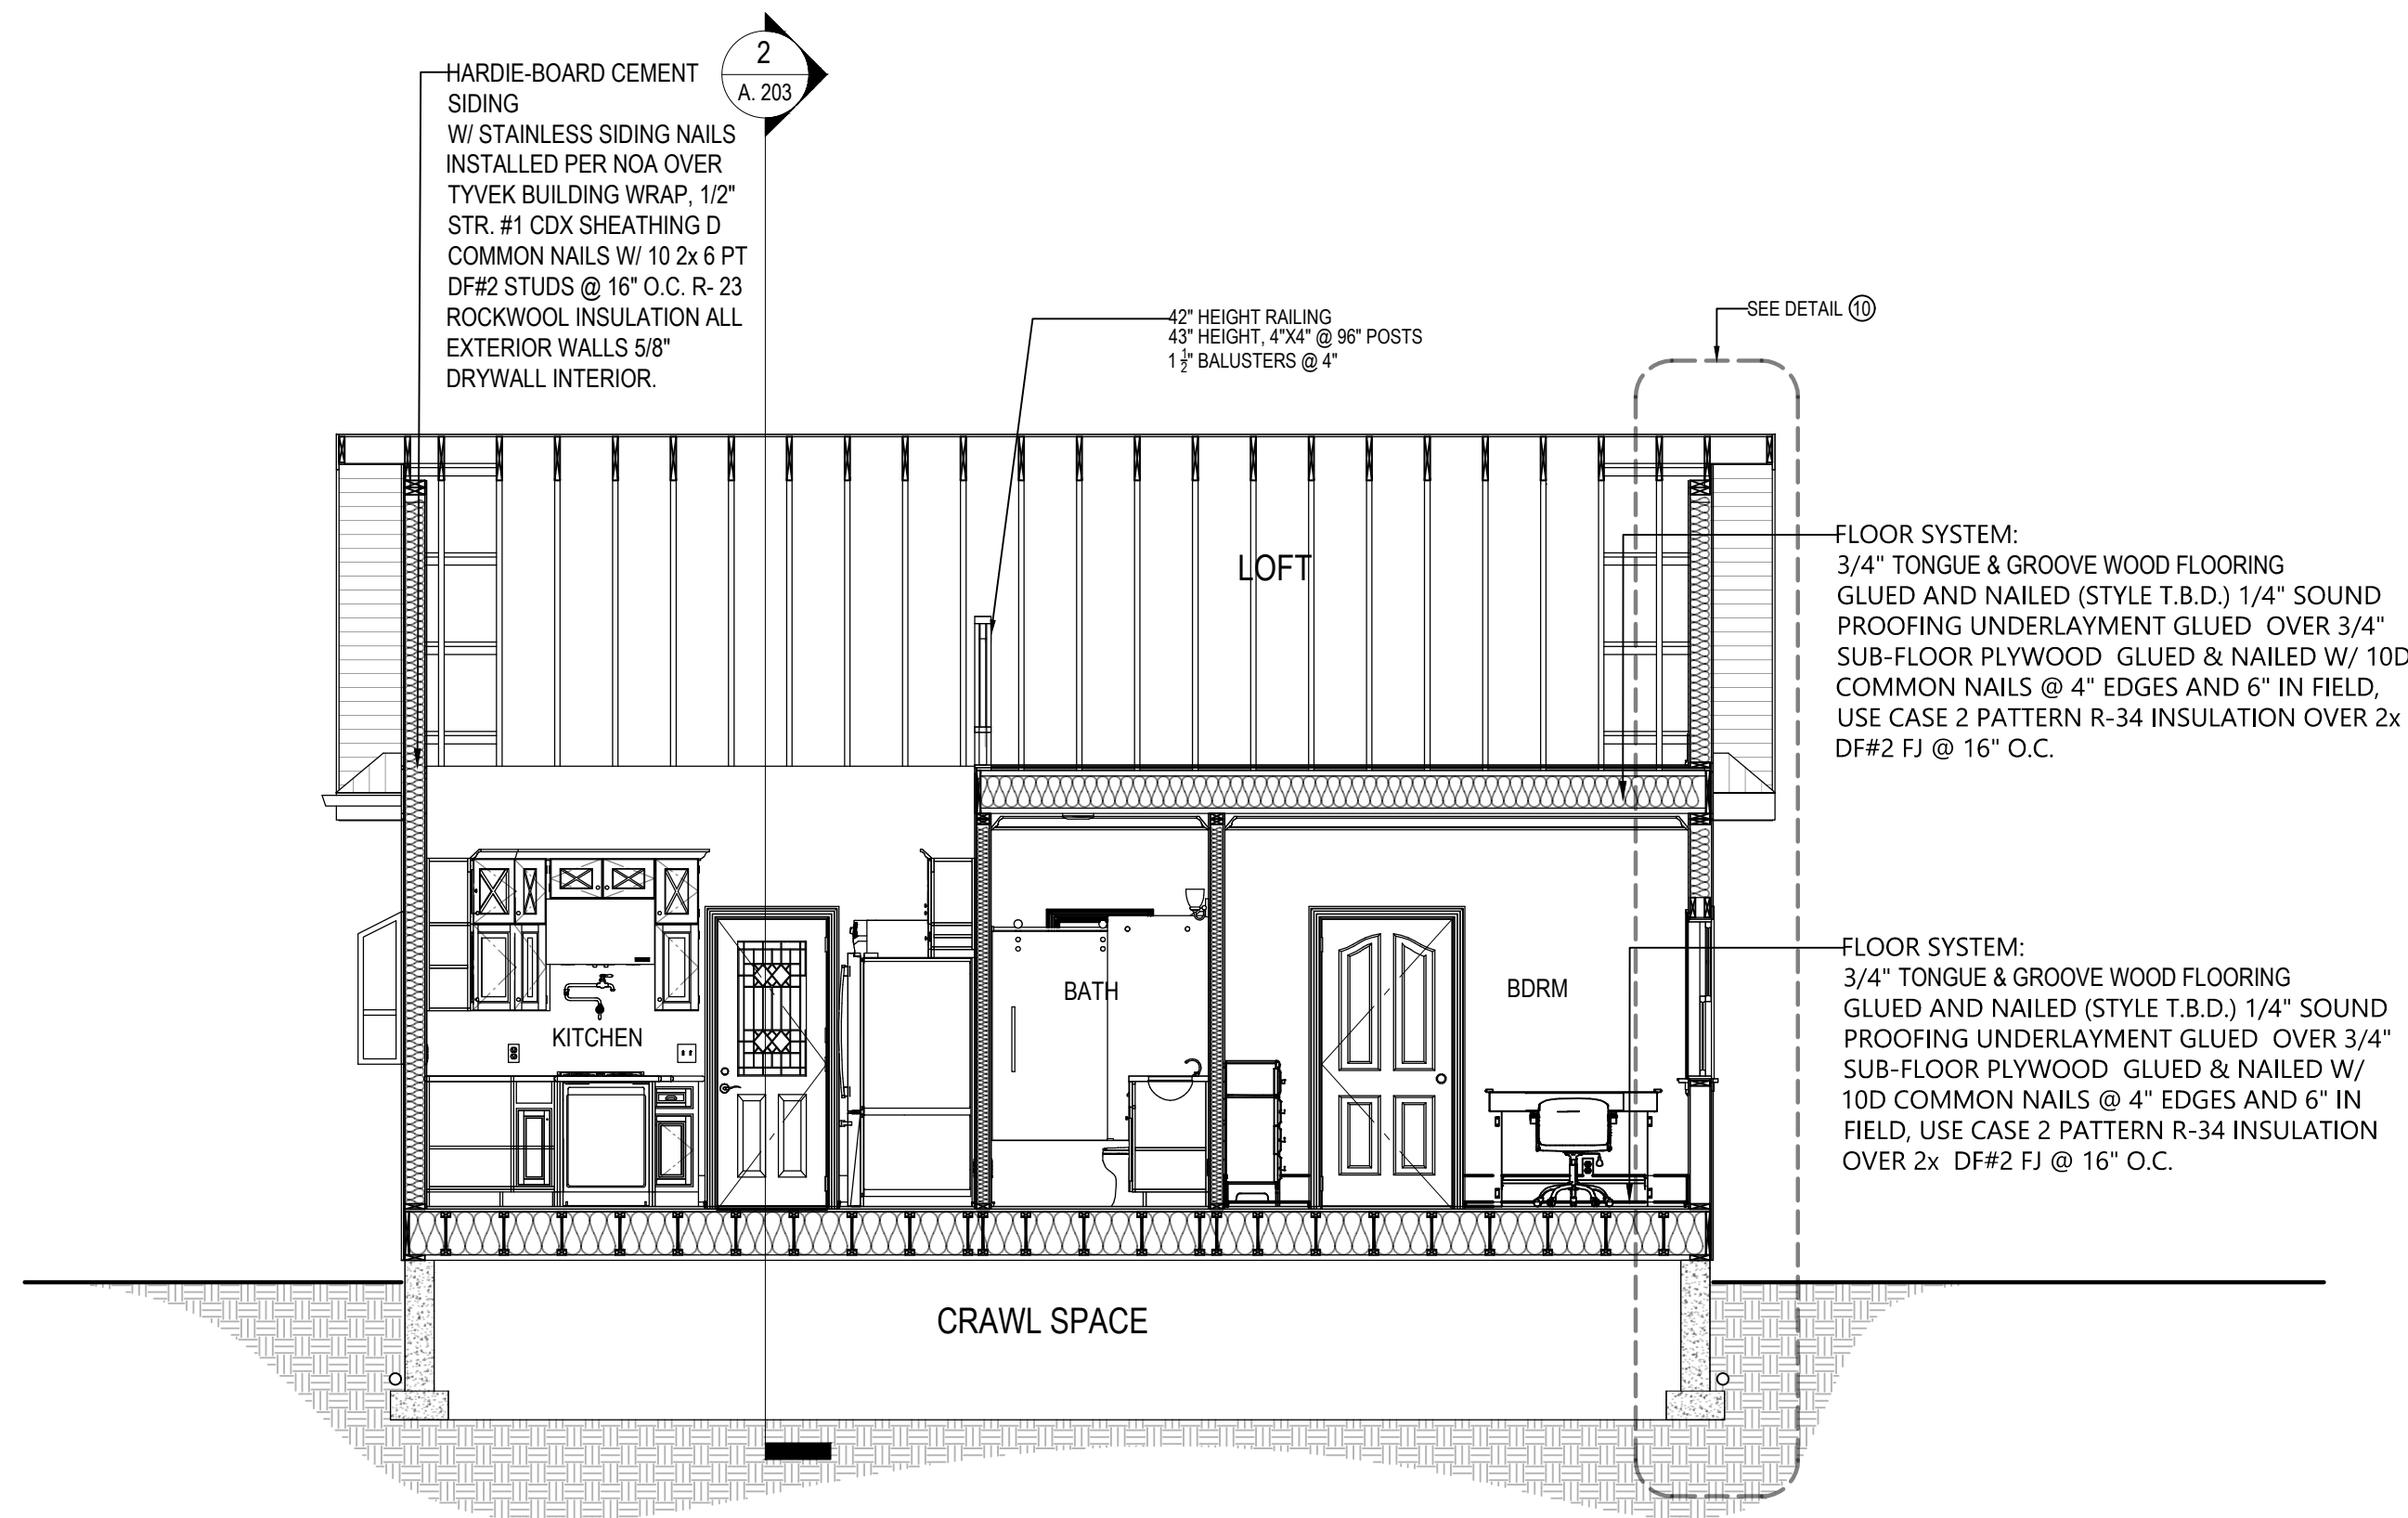 HARDIE-BOARD CEMENT
SIDING
W/ STAINLESS SIDING NAILS
INSTALLED PER NOA OVER
TYVEK BUILDING WRAP, 1/2"
STR. #1 CDX SHEATHING D
COMMON NAILS W/ 10 2x 6 PT
DF#2 STUDS @ 16" O.C. R- 23
ROCKWOOL INSULATION ALL
EXTERIOR WALLS 5/8"
DRYWALL INTERIOR.
2
A. 203
42" HEIGHT RAILING
43" HEIGHT, 4"X4" @ 96" POSTS
1 1/2" BALUSTERS @ 4"
SEE DETAIL 10
LOFT
FLOOR SYSTEM:
3/4" TONGUE & GROOVE WOOD FLOORING
GLUED AND NAILED (STYLE T.B.D.) 1/4" SOUND
PROOFING UNDERLAYMENT GLUED OVER 3/4"
SUB-FLOOR PLYWOOD GLUED & NAILED W/ 10D
COMMON NAILS @ 4" EDGES AND 6" IN FIELD,
USE CASE 2 PATTERN R-34 INSULATION OVER 2x
DF#2 FJ @ 16" O.C.
KITCHEN
BATH
BDRM
FLOOR SYSTEM:
3/4" TONGUE & GROOVE WOOD FLOORING
GLUED AND NAILED (STYLE T.B.D.) 1/4" SOUND
PROOFING UNDERLAYMENT GLUED OVER 3/4"
SUB-FLOOR PLYWOOD GLUED & NAILED W/
10D COMMON NAILS @ 4" EDGES AND 6" IN
FIELD, USE CASE 2 PATTERN R-34 INSULATION
OVER 2x DF#2 FJ @ 16" O.C.
CRAWL SPACE